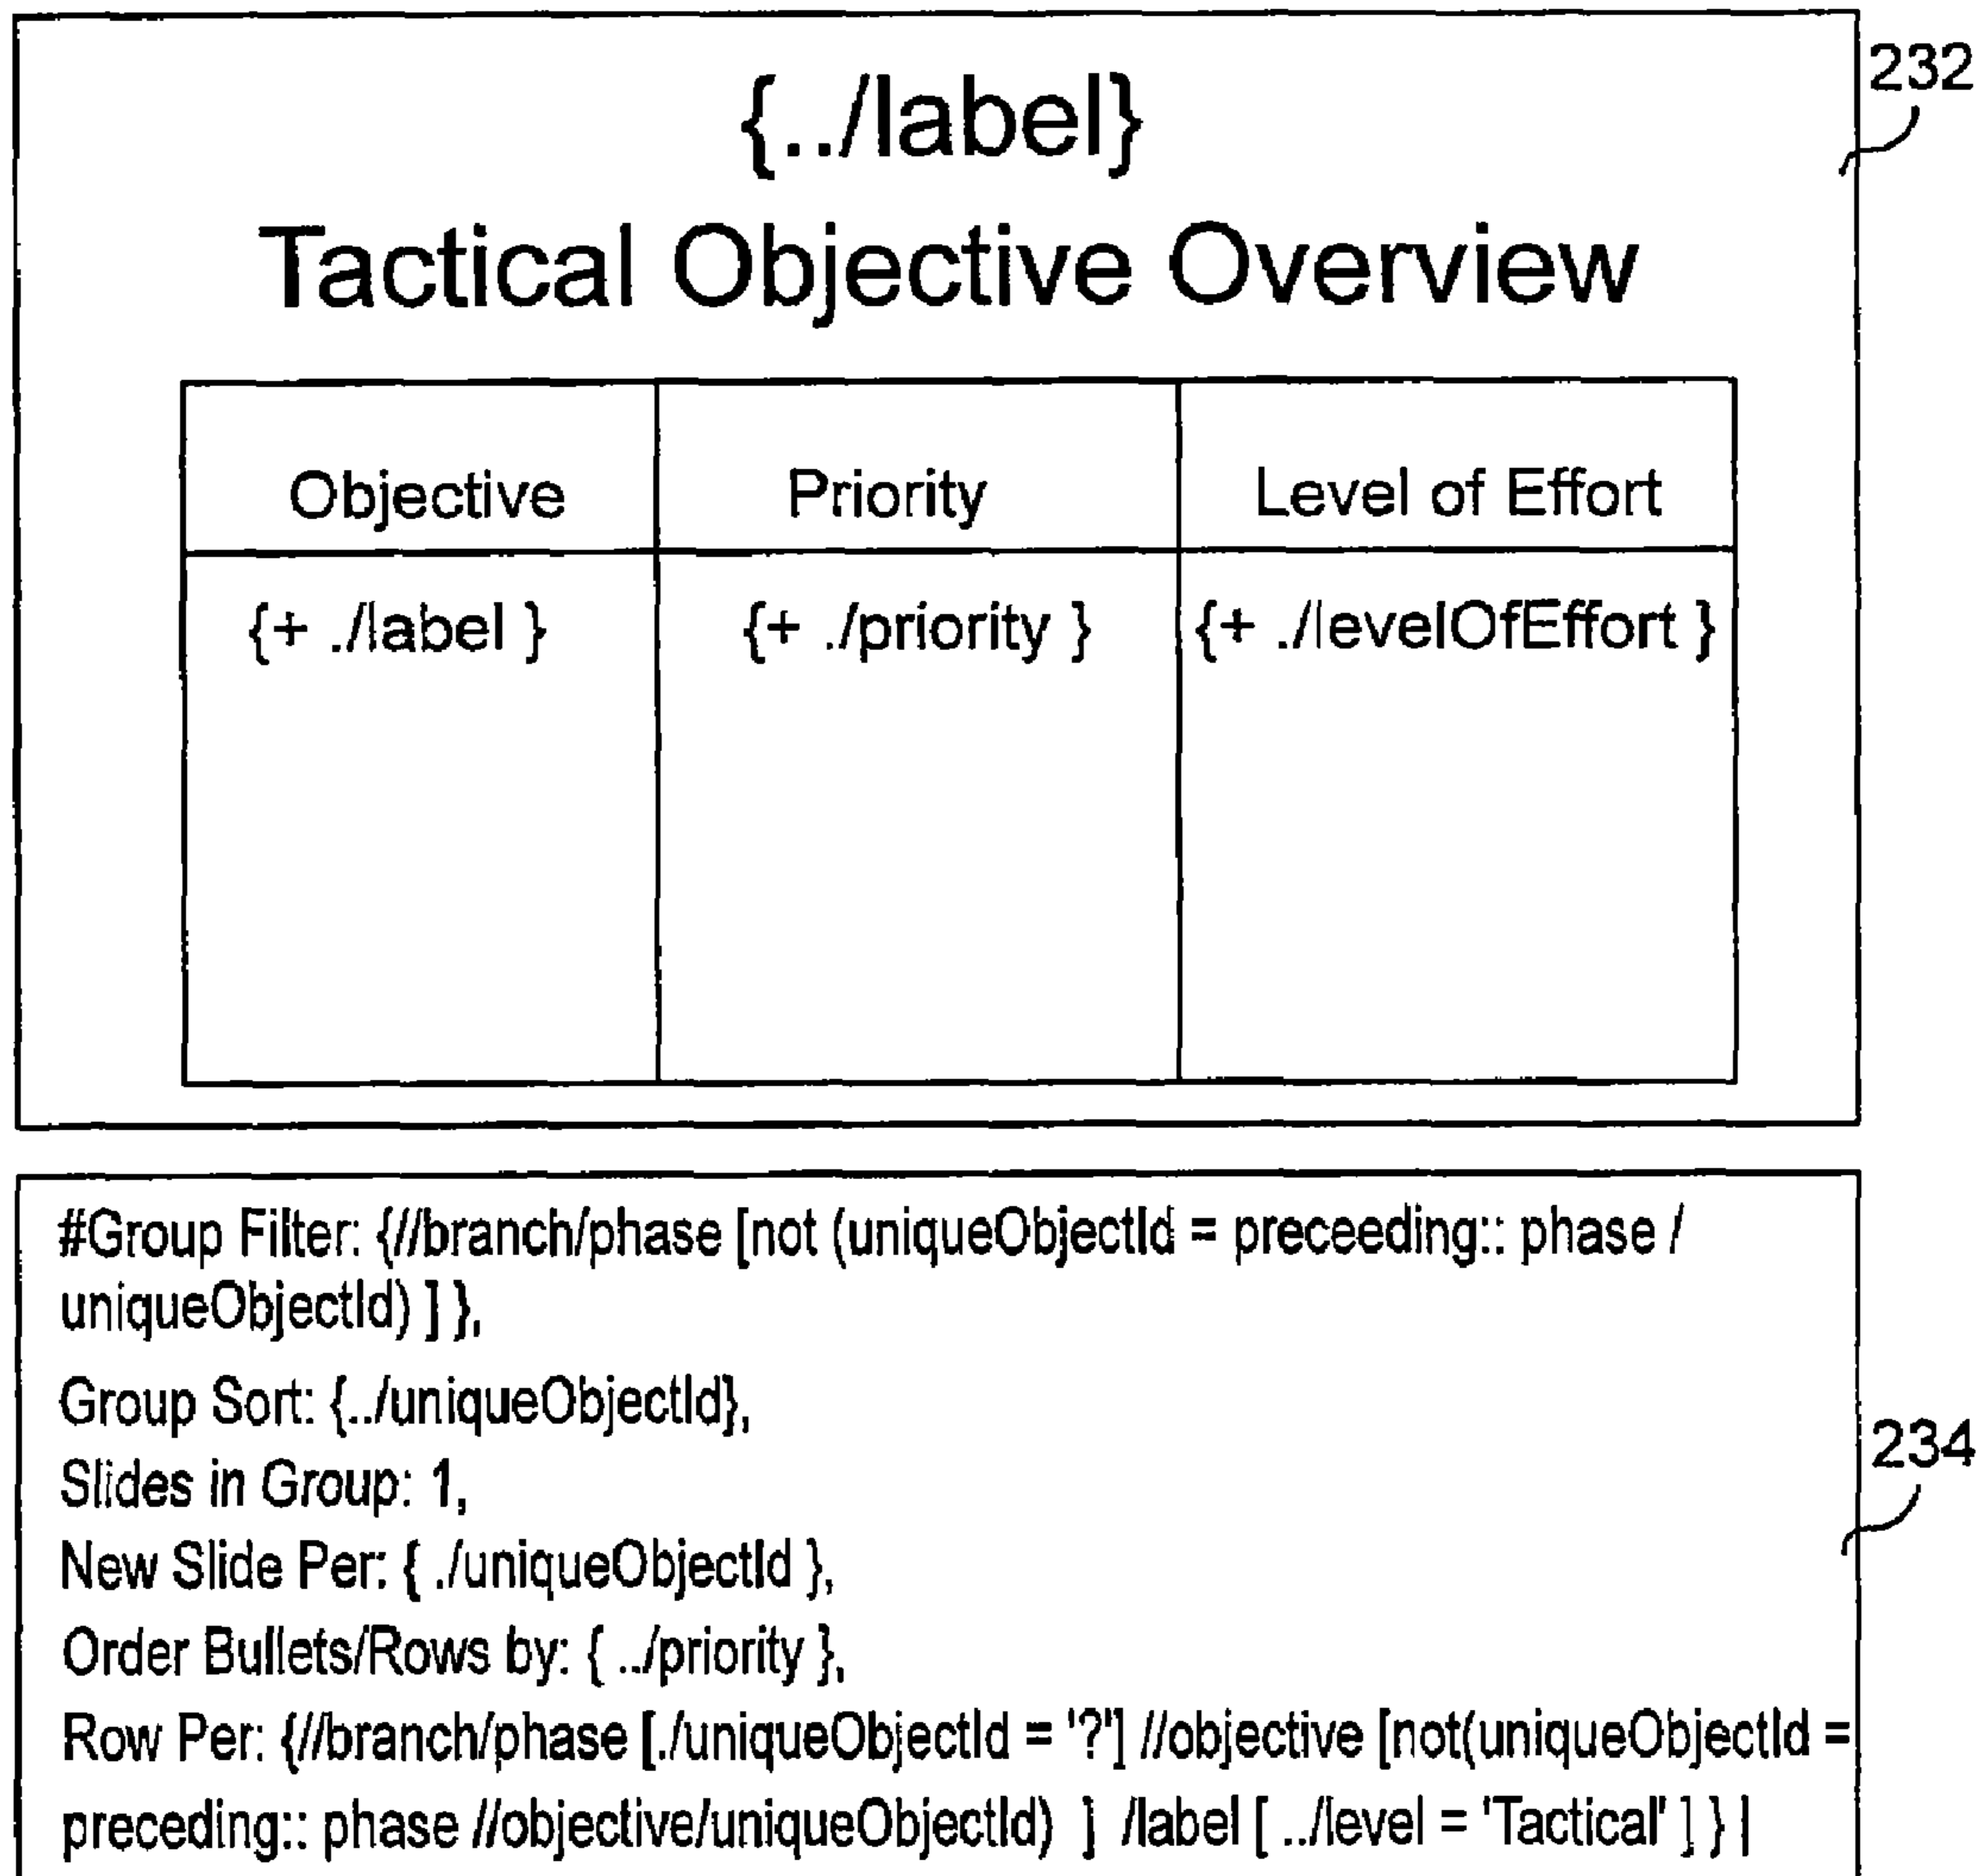 {../label}
232
Tactical Objective Overview
Objective Priority Level of Effort
{+ ./label } {+ ./priority } {+ ./levelOfEffort }
#Group Filter: {//branch/phase [not (uniqueObjectId = preceeding:: phase /
uniqueObjectId) ] },
Group Sort: {../uniqueObjectId},
Slides in Group: 1,
234
New Slide Per: { ./uniqueObjectId },
Order Bullets/Rows by: { ../priority },
Row Per: {//branch/phase [./uniqueObjectId = '?'] //objective [not(uniqueObjectId =
preceding:: phase //objective/uniqueObjectId) ] /label [ ../level = 'Tactical' ] } |